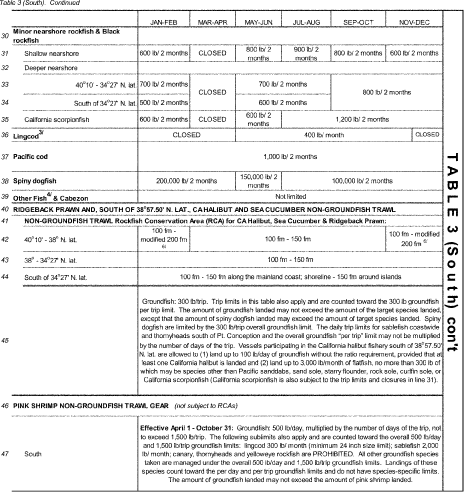 Table 3 (South). Continued
JAN-FEB MAR-APR MAY-JUN JUL-AUG SEP-OCT NOV-DEC
30 Minor nearshore rockfish & Black rockfish
31 Shallow nearshore 600 lb/ 2 months CLOSED 800 lb/ 2 months 900 lb/ 2 months 800 lb/ 2 months 600 lb/ 2 months
32 Deeper nearshore
33 40°10' - 34°27' N. lat. 700 lb/ 2 months CLOSED 700 lb/ 2 months 800 lb/ 2 months
34 South of 34°27' N. lat. 500 lb/ 2 months 600 lb/ 2 months
35 California scorpionfish 600 lb/ 2 months CLOSED 600 lb/ 2 months 1,200 lb/ 2 months
36 Lingcod 3/ CLOSED 400 lb/ month CLOSED
37 Pacific cod 1,000 lb/ 2 months
38 Spiny dogfish 200,000 lb/ 2 months 150,000 lb/ 2 months 100,000 lb/ 2 months
39 Other Fish 4/ & Cabezon Not limited
40 RIDGEBACK PRAWN AND, SOUTH OF 38°57.50' N. LAT., CA HALIBUT AND SEA CUCUMBER NON-GROUNDFISH TRAWL
41 NON-GROUNDFISH TRAWL Rockfish Conservation Area (RCA) for CA Halibut, Sea Cucumber & Ridgeback Prawn:
42 40°10' - 38° N. lat. 100 fm - modified 200 fm 6/ 100 fm - 150 fm 100 fm - modified 200 fm 6/
43 38° - 34°27' N. lat. 100 fm - 150 fm
44 South of 34°27' N. lat. 100 fm - 150 fm along the mainland coast; shoreline - 150 fm around islands
45
Groundfish: 300 lb/trip. Trip limits in this table also apply and are counted toward the 300 lb groundfish
per trip limit. The amount of groundfish landed may not exceed the amount of the target species landed,
except that the amount of spiny dogfish landed may exceed the amount of target species landed. Spiny
dogfish are limited by the 300 lb/trip overall groundfish limit. The daily trip limits for sablefish coastwide
and thornyheads south of Pt. Conception and the overall groundfish "per trip" limit may not be multiplied
by the number of days of the trip. Vessels participating in the California halibut fishery south of 38°57.50'
N. lat. are allowed to (1) land up to 100 lb/day of groundfish without the ratio requirement, provided that at
least one California halibut is landed and (2) land up to 3,000 lb/month of flatfish, no more than 300 lb of
which may be species other than Pacific sanddabs, sand sole, starry flounder, rock sole, curlfin sole, or
California scorpionfish (California scorpionfish is also subject to the trip limits and closures in line 31).
46 PINK SHRIMP NON-GROUNDFISH TRAWL GEAR (not subject to RCAs)
47 South
Effective April 1 - October 31: Groundfish: 500 lb/day, multiplied by the number of days of the trip, not
to exceed 1,500 lb/trip. The following sublimits also apply and are counted toward the overall 500 lb/day
and 1,500 lb/trip groundfish limits: lingcod 300 lb/ month (minimum 24 inch size limit); sablefish 2,000
lb/ month; canary, thornyheads and yelloweye rockfish are PROHIBITED. All other groundfish species
taken are managed under the overall 500 lb/day and 1,500 lb/trip groundfish limits. Landings of these
species count toward the per day and per trip groundfish limits and do not have species-specific limits.
The amount of groundfish landed may not exceed the amount of pink shrimp landed.
TABLE 3 (South) con't